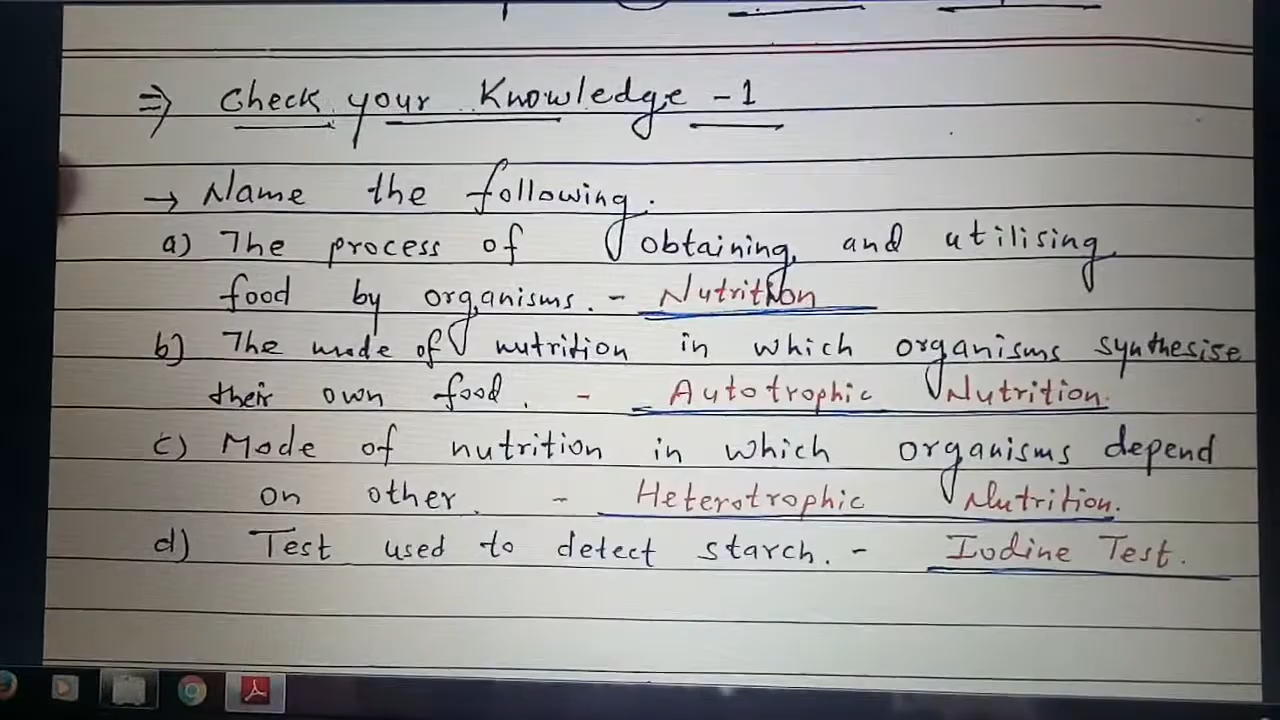 ⇒ Check your Knowledge - 1
→ Name the following.
a) The process of obtaining and utilising
food by organisms. - Nutrition
b) The mode of nutrition in which organisms synthesise
their own food. - Autotrophic Nutrition.
c) Mode of nutrition in which organisms depend
on other. - Heterotrophic Nutrition.
d) Test used to detect starch. - Iodine Test.